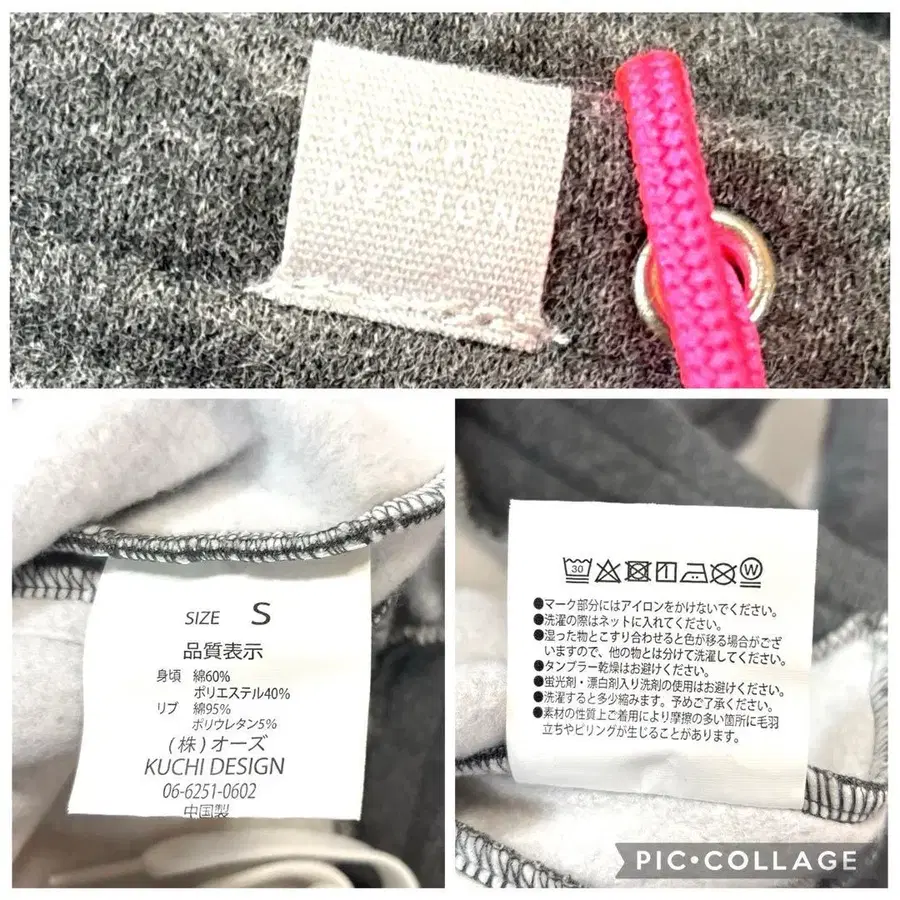 KUCHI
DESIGN
SIZE S
品質表示
身頃 綿60%
ポリエステル40%
リブ 綿95%
ポリウレタン5%
(株)オーズ
KUCHI DESIGN
06-6251-0602
中国製
30
W
●マーク部分にはアイロンをかけないでください。
●洗濯の際はネットに入れてください。
●湿った物とこすり合わせると色が移る場合がござ
いますので、他の物とは分けて洗濯してください。
●タンブラー乾燥はお避けください。
●蛍光剤・漂白剤入り洗剤の使用はお避けください。
●洗濯すると多少縮みます。予めご了承ください。
●素材の性質上ご着用により摩擦の多い箇所に毛羽
立ちやピリングが生じることがあります。
PIC•COLLAGE